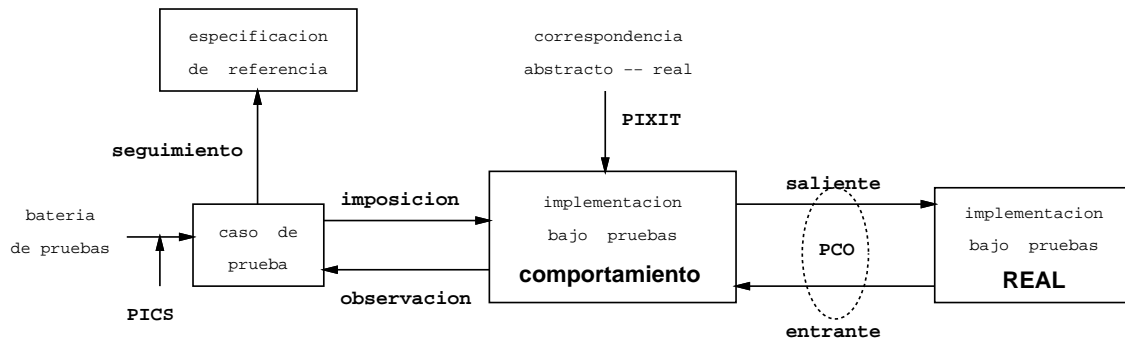 especificacion
de referencia
correspondencia
abstracto -- real
PIXIT
seguimiento
bateria
de pruebas
PICS
caso de
prueba
imposicion
observacion
implementacion
bajo pruebas
comportamiento
saliente
PCO
entrante
implementacion
bajo pruebas
REAL